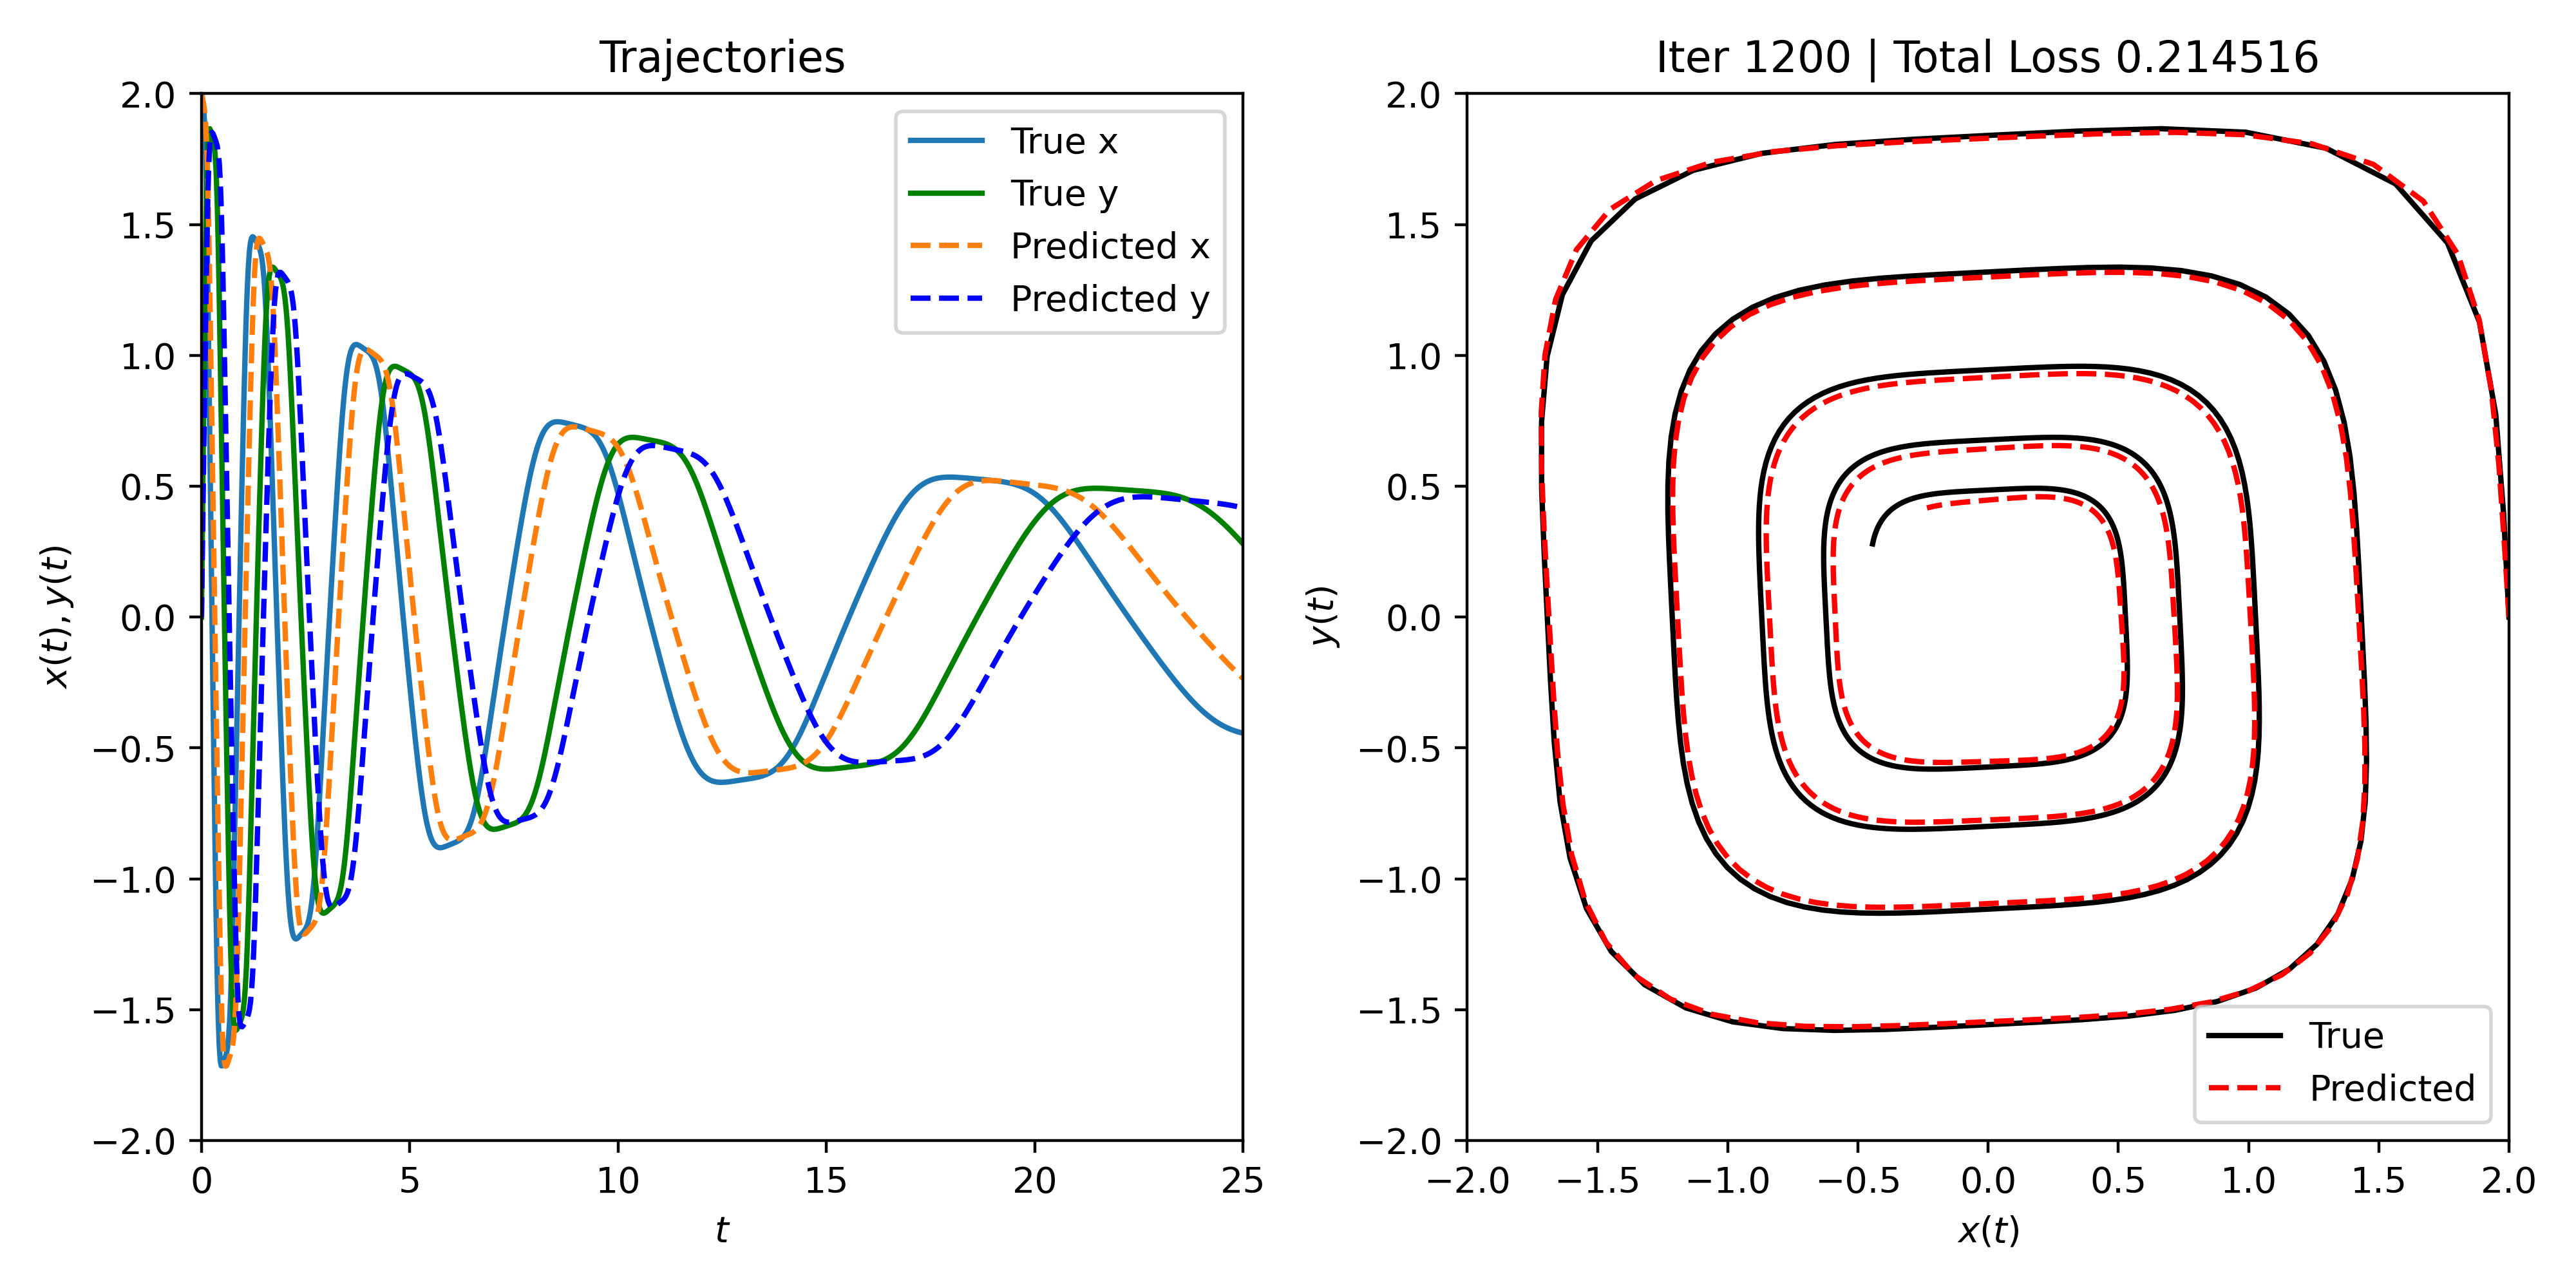 Trajectories
2.0
1.5
1.0
0.5
0.0
−0.5
−1.0
−1.5
−2.0
x(t), y(t)
0 5 10 15 20 25
t
True x
True y
Predicted x
Predicted y
Iter 1200 | Total Loss 0.214516
2.0
1.5
1.0
0.5
0.0
−0.5
−1.0
−1.5
−2.0
y(t)
−2.0 −1.5 −1.0 −0.5 0.0 0.5 1.0 1.5 2.0
x(t)
True
Predicted